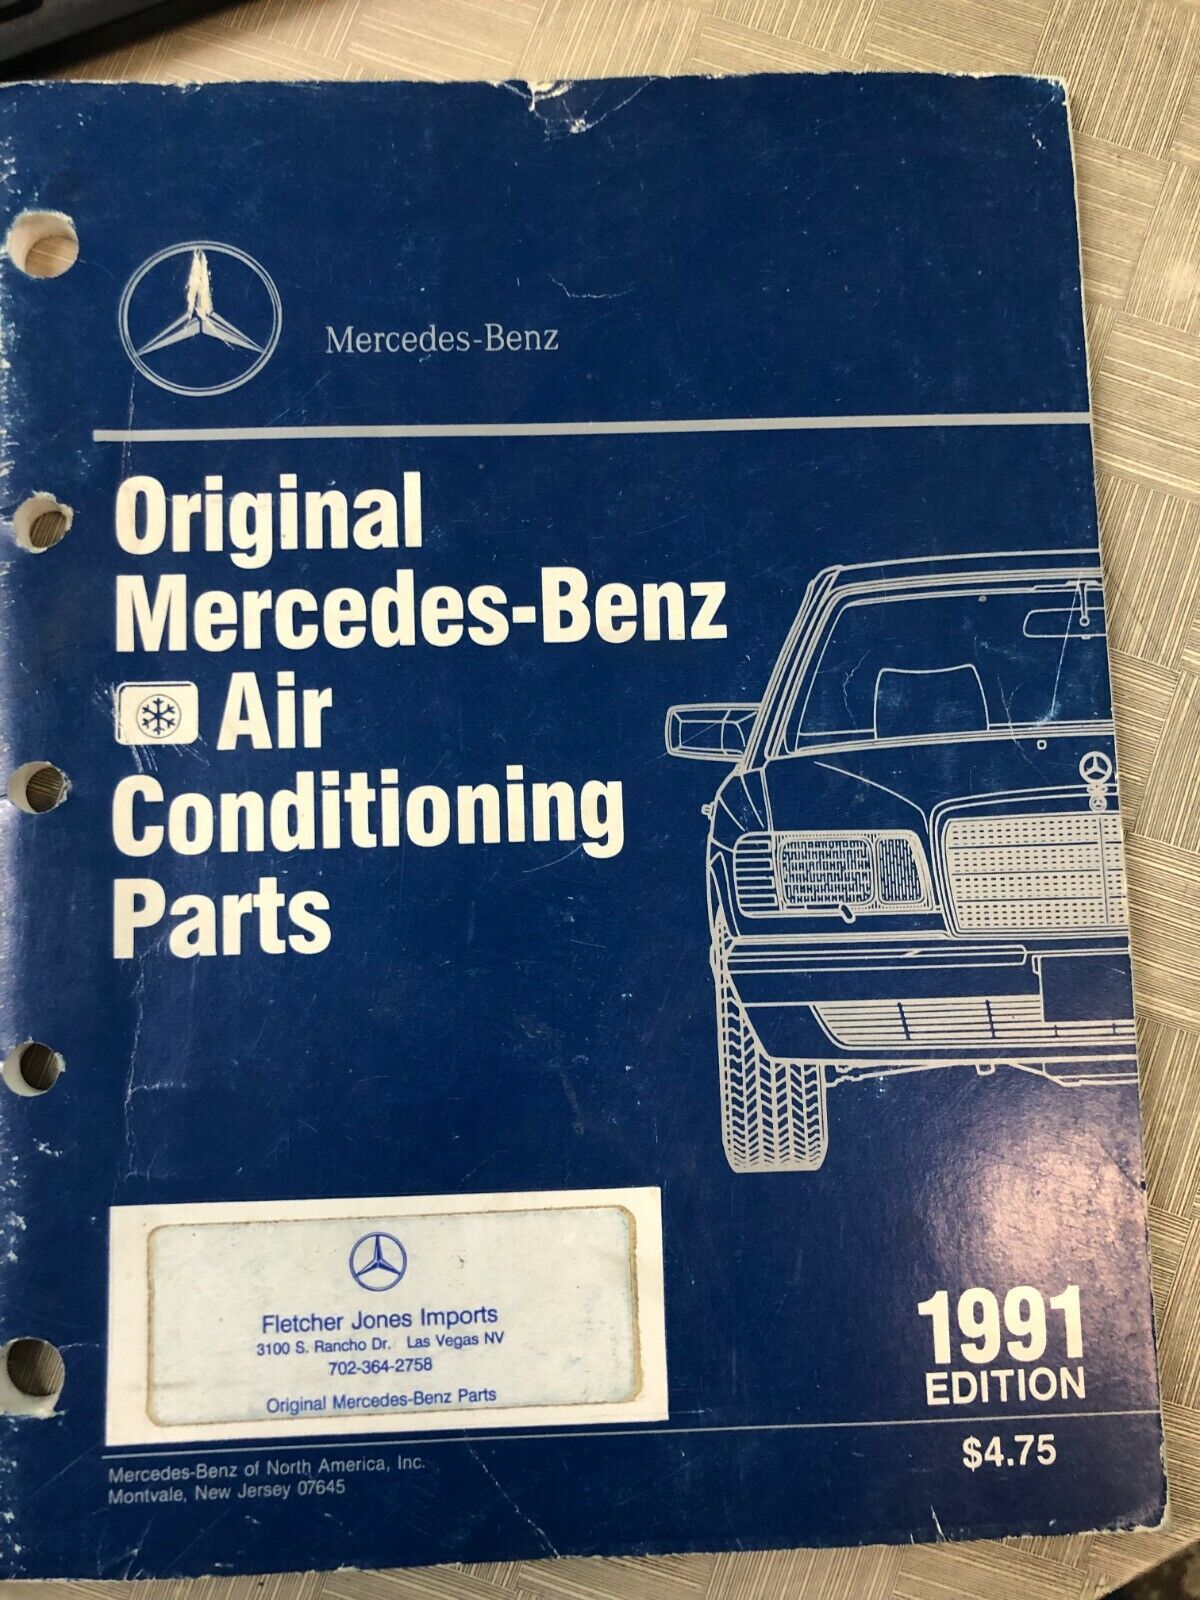 Mercedes-Benz
Original
Mercedes-Benz
Air
Conditioning
Parts
Fletcher Jones Imports
3100 S. Rancho Dr. Las Vegas NV
702-364-2758
Original Mercedes-Benz Parts
1991
EDITION
$4.75
Mercedes-Benz of North America, Inc.
Montvale, New Jersey 07645